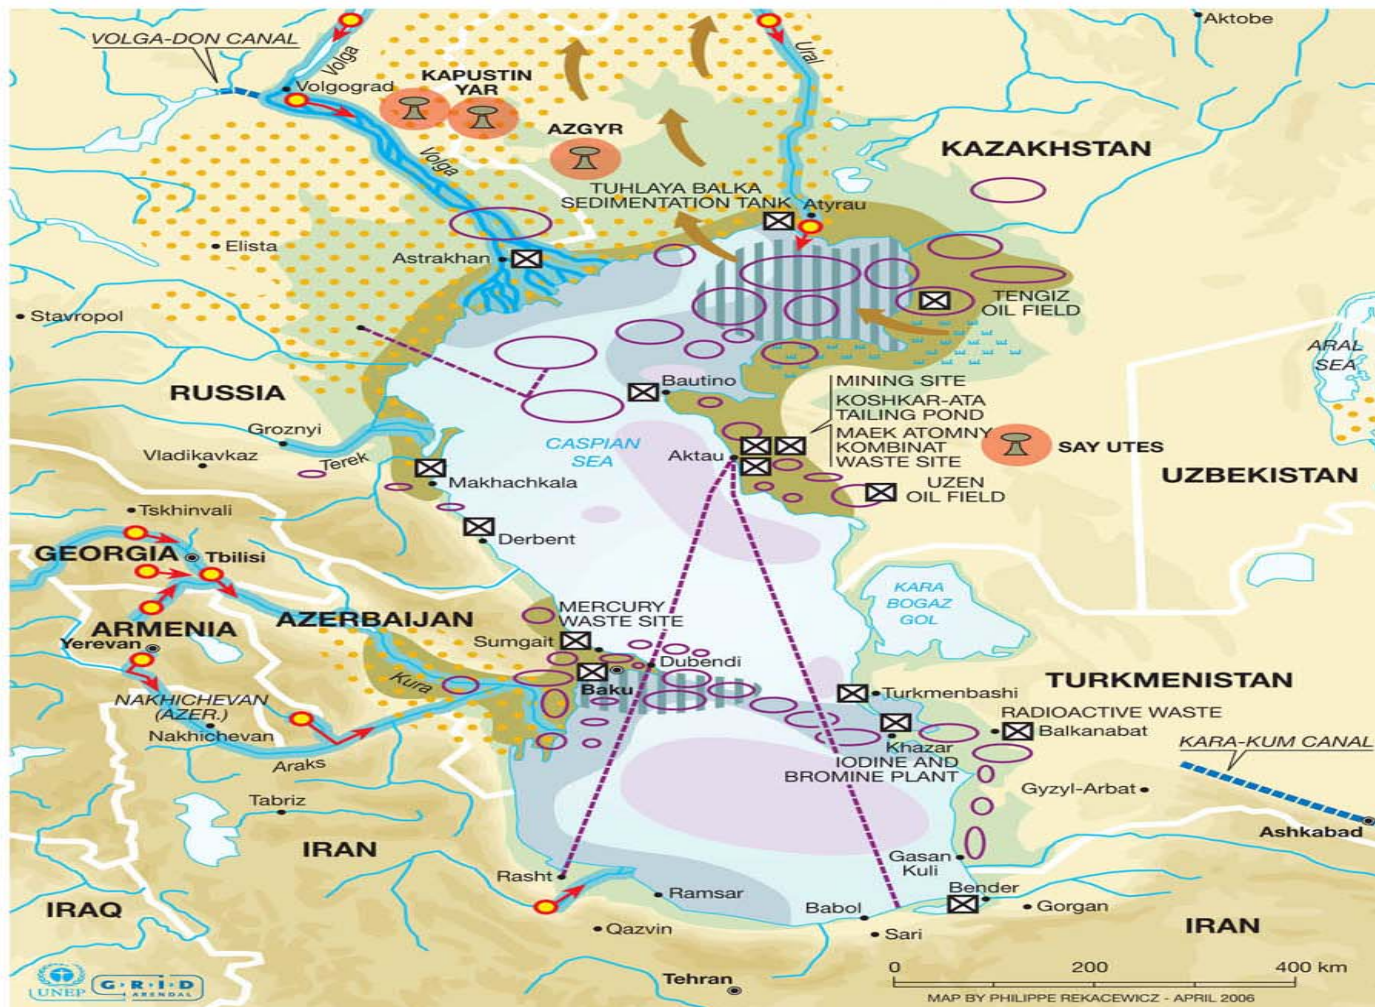 Aktobe
VOLGA-DON CANAL
Volga
Ural
Volgograd
KAPUSTIN
YAR
AZGYR
Volga
KAZAKHSTAN
TUHLAYA BALKA
SEDIMENTATION TANK
Atyrau
Elista
Astrakhan
Stavropol
TENGIZ
OIL FIELD
ARAL
SEA
RUSSIA
Bautino
MINING SITE
KOSHKAR-ATA
TAILING POND
MAEK ATOMNY
KOMBINAT
WASTE SITE
Groznyi
CASPIAN
SEA
Aktau
SAY UTES
Vladikavkaz
Terek
Makhachkala
UZEN
OIL FIELD
UZBEKISTAN
Tskhinvali
Derbent
GEORGIA
Tbilisi
KARA
BOGAZ
GOL
AZERBAIJAN
MERCURY
WASTE SITE
ARMENIA
Yerevan
Sumgait
Dubendi
Baku
Kura
TURKMENISTAN
NAKHICHEVAN
(AZER.)
Nakhichevan
Turkmenbashi
RADIOACTIVE WASTE
Balkanabat
Khazar
IODINE AND
BROMINE PLANT
KARA-KUM CANAL
Araks
Tabriz
Gyzyl-Arbat
Ashkabad
IRAN
Gasan
Kuli
Rasht
Ramsar
Bender
Babol
Gorgan
IRAQ
Qazvin
Sari
IRAN
Tehran
0 200 400 km
UNEP
G R I D
ARENDAL
MAP BY PHILIPPE REKACEWICZ - APRIL 2006